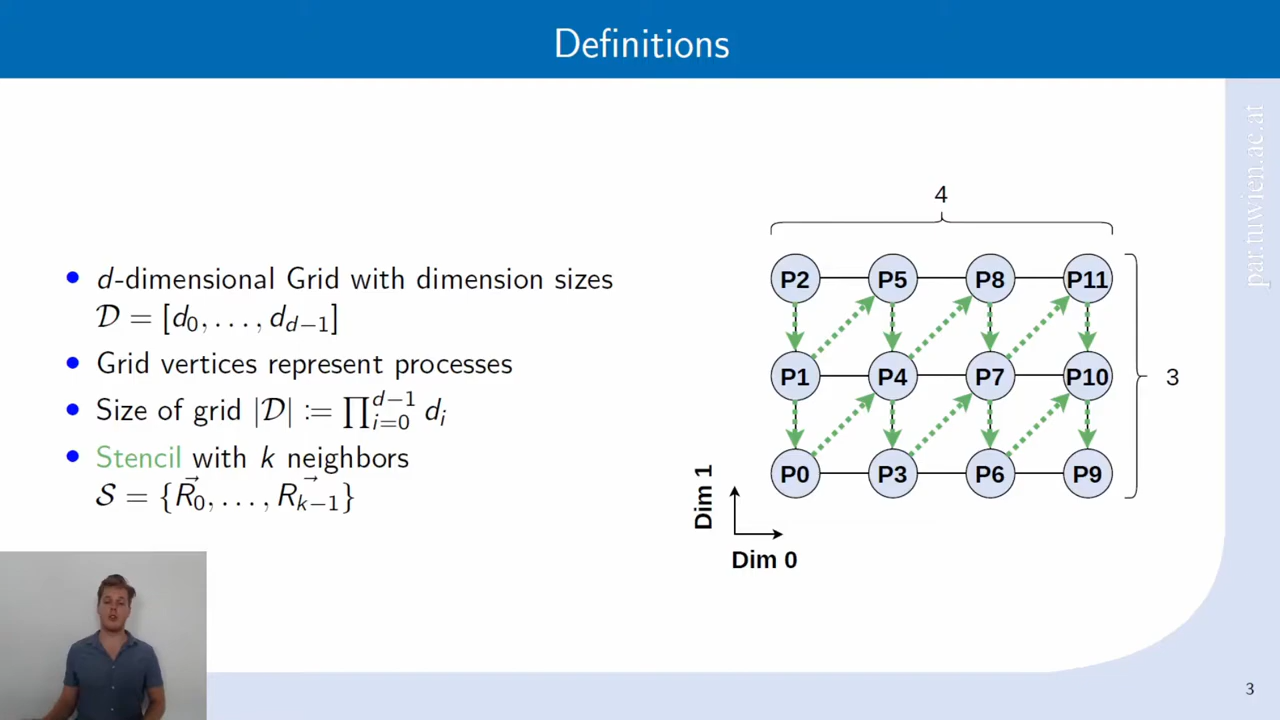 Definitions
d-dimensional Grid with dimension sizes
𝒟 = [d₀, . . . , d_{d−1}]
Grid vertices represent processes
Size of grid |𝒟| := ∏_{i=0}^{d−1} d_i
Stencil with k neighbors
𝒮 = {R⃗₀, . . . , R⃗_{k−1}}
4
P2 P5 P8 P11
P1 P4 P7 P10
3
P0 P3 P6 P9
Dim 1
Dim 0
par.tuwien.ac.at
3